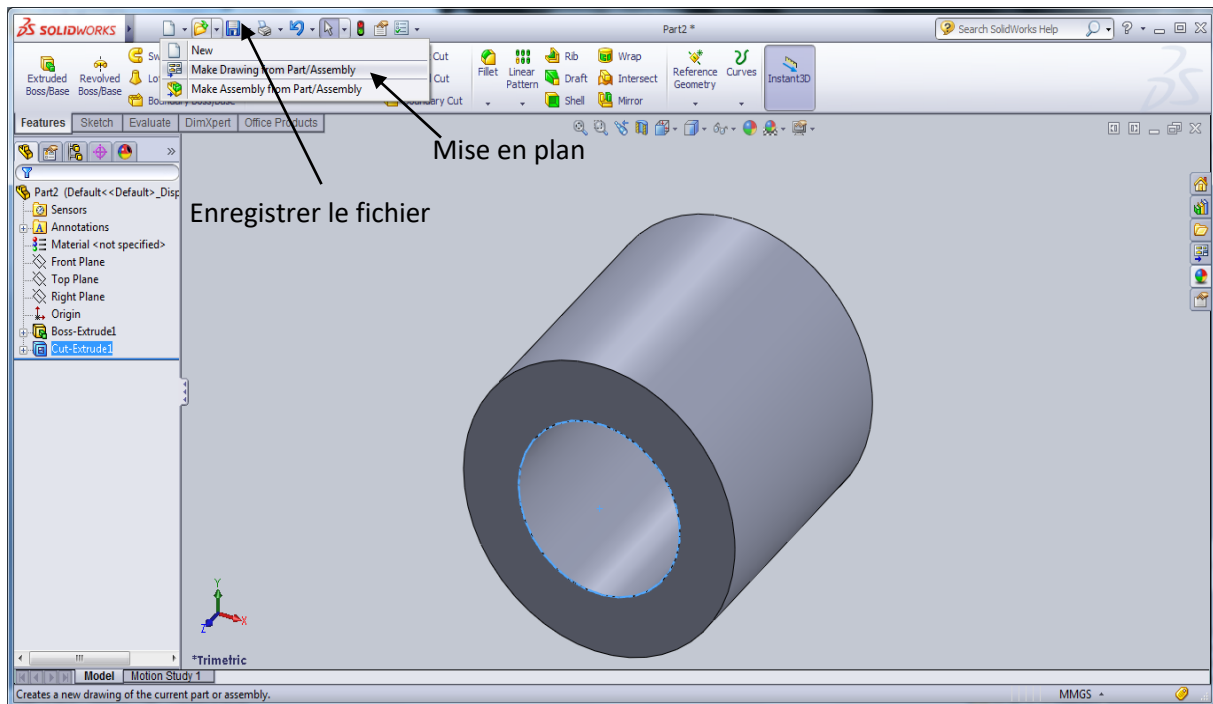 SOLIDWORKS
Part2 *
Search SolidWorks Help
New
Make Drawing from Part/Assembly
Make Assembly from Part/Assembly
Extruded Boss/Base
Revolved Boss/Base
Sw
Lo
Boundary Boss/Base
Cut
Cut
Boundary Cut
Fillet
Linear Pattern
Rib
Draft
Shell
Wrap
Intersect
Mirror
Reference Geometry
Curves
Instant3D
Features
Sketch
Evaluate
DimXpert
Office Products
Mise en plan
Enregistrer le fichier
Part2 (Default<<Default>_Disp
Sensors
Annotations
Material <not specified>
Front Plane
Top Plane
Right Plane
Origin
Boss-Extrude1
Cut-Extrude1
Y
X
Z
*Trimetric
Model
Motion Study 1
Creates a new drawing of the current part or assembly.
MMGS